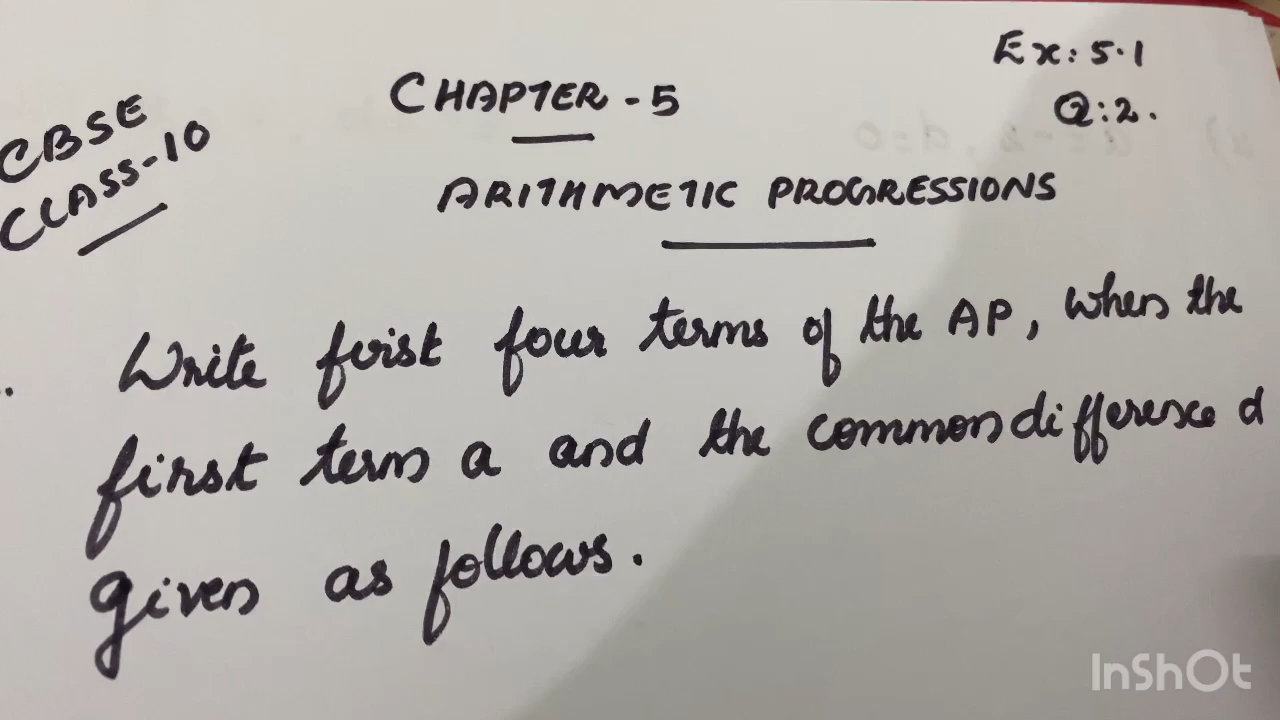 Ex: 5.1
CHAPTER - 5
Q:2.
CBSE
CLASS-10
ARITHMETIC PROGRESSIONS
Write first four terms of the AP, when the
first term a and the common difference d
given as follows.
InShOt